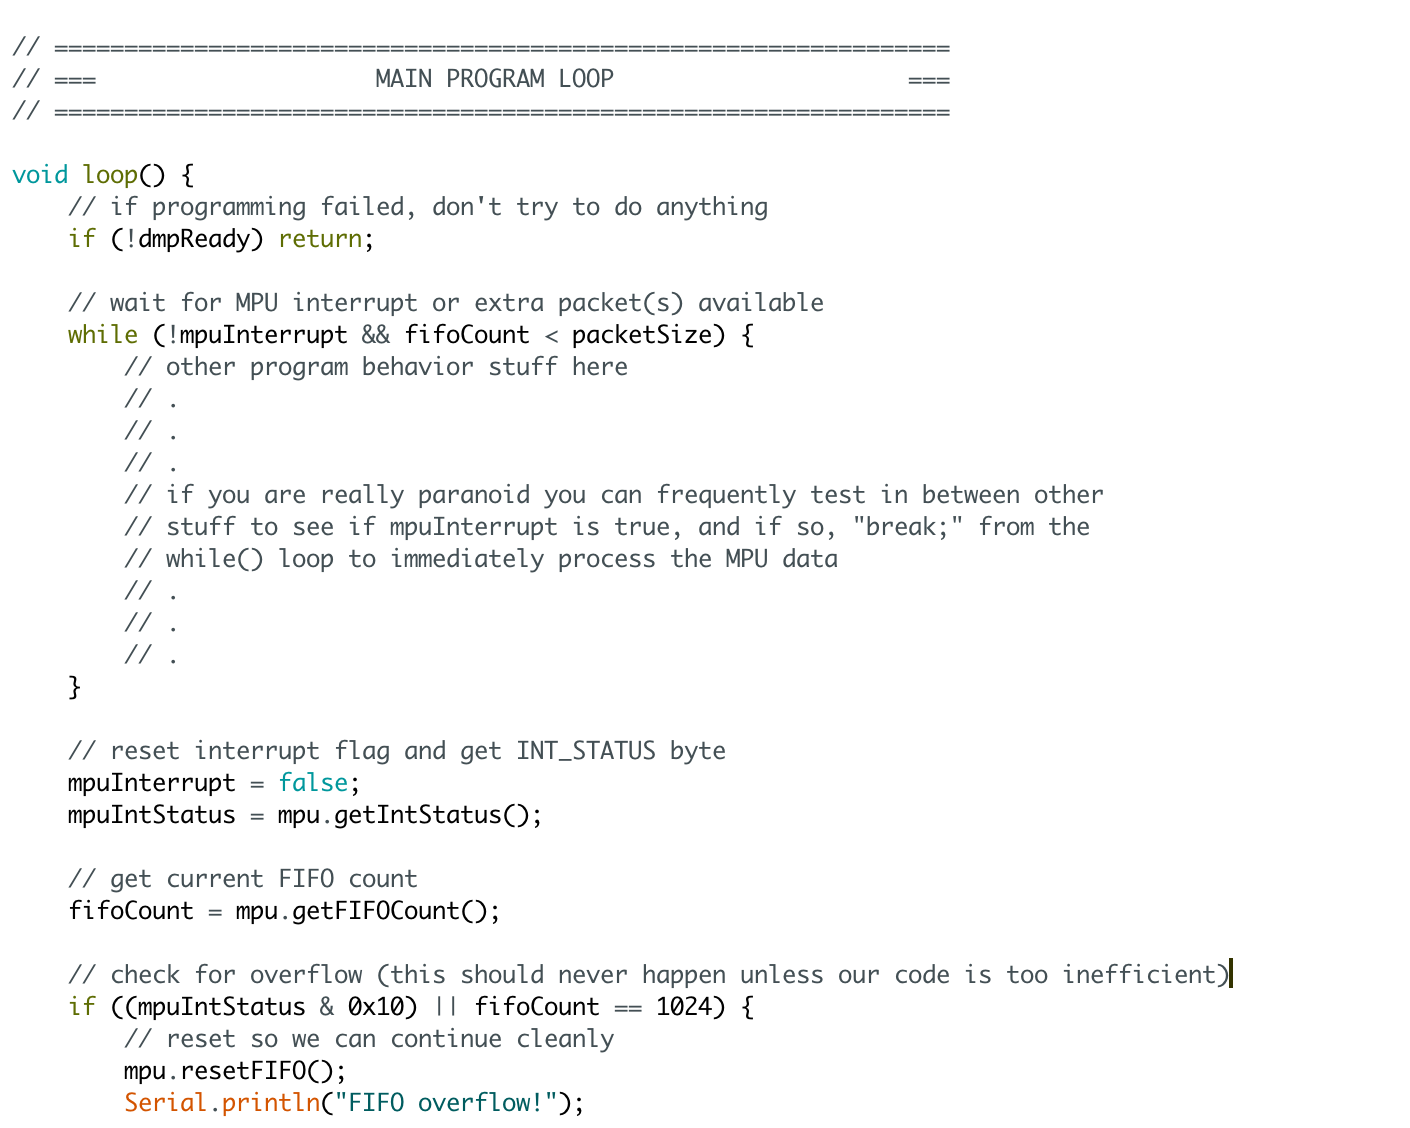 // ================================================================
// ===                    MAIN PROGRAM LOOP                     ===
// ================================================================

void loop() {
    // if programming failed, don't try to do anything
    if (!dmpReady) return;

    // wait for MPU interrupt or extra packet(s) available
    while (!mpuInterrupt && fifoCount < packetSize) {
        // other program behavior stuff here
        // .
        // .
        // .
        // if you are really paranoid you can frequently test in between other
        // stuff to see if mpuInterrupt is true, and if so, "break;" from the
        // while() loop to immediately process the MPU data
        // .
        // .
        // .
    }

    // reset interrupt flag and get INT_STATUS byte
    mpuInterrupt = false;
    mpuIntStatus = mpu.getIntStatus();

    // get current FIFO count
    fifoCount = mpu.getFIFOCount();

    // check for overflow (this should never happen unless our code is too inefficient)
    if ((mpuIntStatus & 0x10) || fifoCount == 1024) {
        // reset so we can continue cleanly
        mpu.resetFIFO();
        Serial.println("FIFO overflow!");